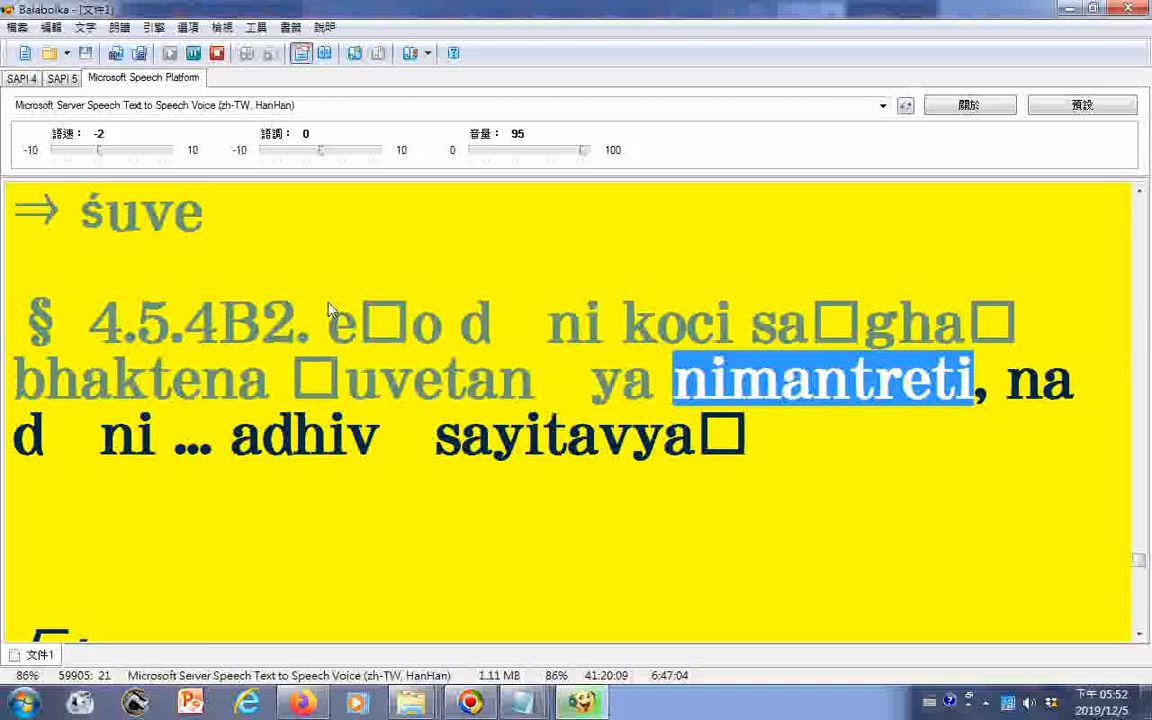 Balabolka - [文件1]
檔案 編輯 文字 朗讀 引擎 選項 檢視 工具 書籤 說明
SAPI 4 SAPI 5 Microsoft Speech Platform
Microsoft Server Speech Text to Speech Voice (zh-TW, HanHan) 關於 預設
語速： -2 語調： 0 音量： 95
-10 10 -10 10 0 100
⇒ śuve
§ 4.5.4B2. e□o d ni koci sa□gha□
bhaktena □uvetan ya nimantreti, na
d ni ... adhiv sayitavya□
文件1
86% 59905: 21 Microsoft Server Speech Text to Speech Voice (zh-TW, HanHan) 1.11 MB 86% 41:20:09 6:47:04
下午 05:52
2019/12/5